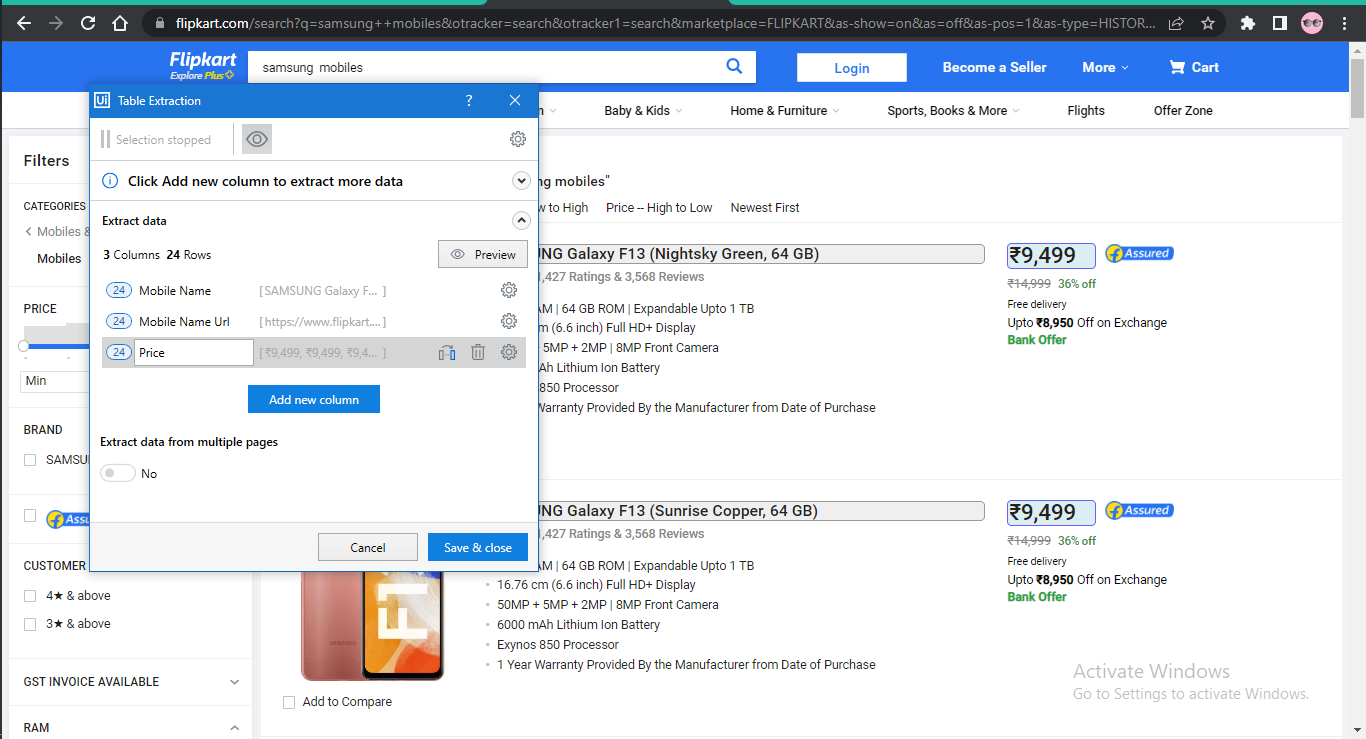 flipkart.com/search?q=samsung++mobiles&otracker=search&otracker1=search&marketplace=FLIPKART&as-show=on&as=off&as-pos=1&as-type=HISTOR...
Flipkart
Explore Plus
samsung mobiles
Login
Become a Seller
More
Cart
Baby & Kids
Home & Furniture
Sports, Books & More
Flights
Offer Zone
Ui Table Extraction
?
Selection stopped
Click Add new column to extract more data
Extract data
3 Columns 24 Rows
Preview
24 Mobile Name [ SAMSUNG Galaxy F... ]
24 Mobile Name Url [ https://www.flipkart.... ]
24 Price [ ₹9,499, ₹9,499, ₹9,4... ]
Add new column
Extract data from multiple pages
No
Cancel
Save & close
Filters
CATEGORIES
Mobiles &
Mobiles
PRICE
Min
BRAND
SAMSU
Assu
CUSTOMER
4★ & above
3★ & above
GST INVOICE AVAILABLE
RAM
ng mobiles"
w to High
Price -- High to Low
Newest First
NG Galaxy F13 (Nightsky Green, 64 GB)
1,427 Ratings & 3,568 Reviews
AM | 64 GB ROM | Expandable Upto 1 TB
cm (6.6 inch) Full HD+ Display
5MP + 2MP | 8MP Front Camera
Ah Lithium Ion Battery
850 Processor
Warranty Provided By the Manufacturer from Date of Purchase
₹9,499
Assured
₹14,999 36% off
Free delivery
Upto ₹8,950 Off on Exchange
Bank Offer
NG Galaxy F13 (Sunrise Copper, 64 GB)
1,427 Ratings & 3,568 Reviews
AM | 64 GB ROM | Expandable Upto 1 TB
16.76 cm (6.6 inch) Full HD+ Display
50MP + 5MP + 2MP | 8MP Front Camera
6000 mAh Lithium Ion Battery
Exynos 850 Processor
1 Year Warranty Provided By the Manufacturer from Date of Purchase
₹9,499
Assured
₹14,999 36% off
Free delivery
Upto ₹8,950 Off on Exchange
Bank Offer
SAMSUNG
F13
Add to Compare
Activate Windows
Go to Settings to activate Windows.